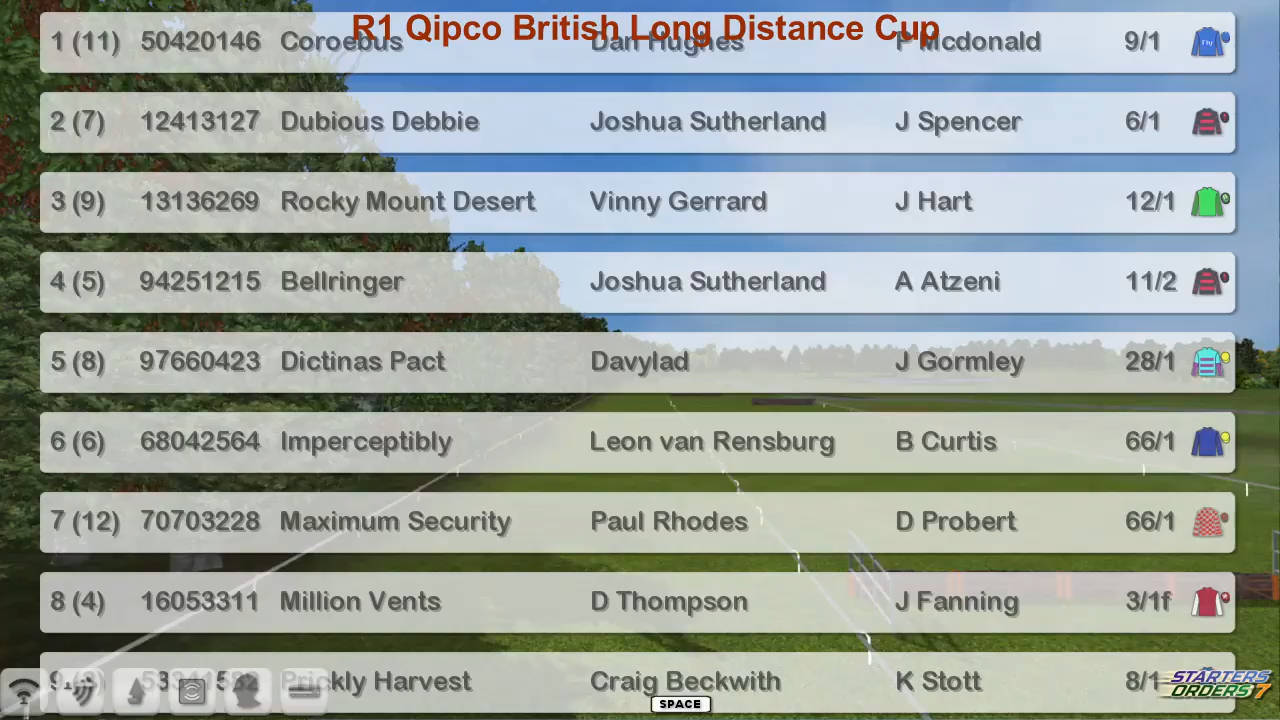 R1 Qipco British Long Distance Cup
1 (11) 50420146 Coroebus Dan Hughes P Mcdonald 9/1
2 (7) 12413127 Dubious Debbie Joshua Sutherland J Spencer 6/1
3 (9) 13136269 Rocky Mount Desert Vinny Gerrard J Hart 12/1
4 (5) 94251215 Bellringer Joshua Sutherland A Atzeni 11/2
5 (8) 97660423 Dictinas Pact Davylad J Gormley 28/1
6 (6) 68042564 Imperceptibly Leon van Rensburg B Curtis 66/1
7 (12) 70703228 Maximum Security Paul Rhodes D Probert 66/1
8 (4) 16053311 Million Vents D Thompson J Fanning 3/1f
9 Prickly Harvest Craig Beckwith K Stott 8/1
SPACE
STARTERS ORDERS 7